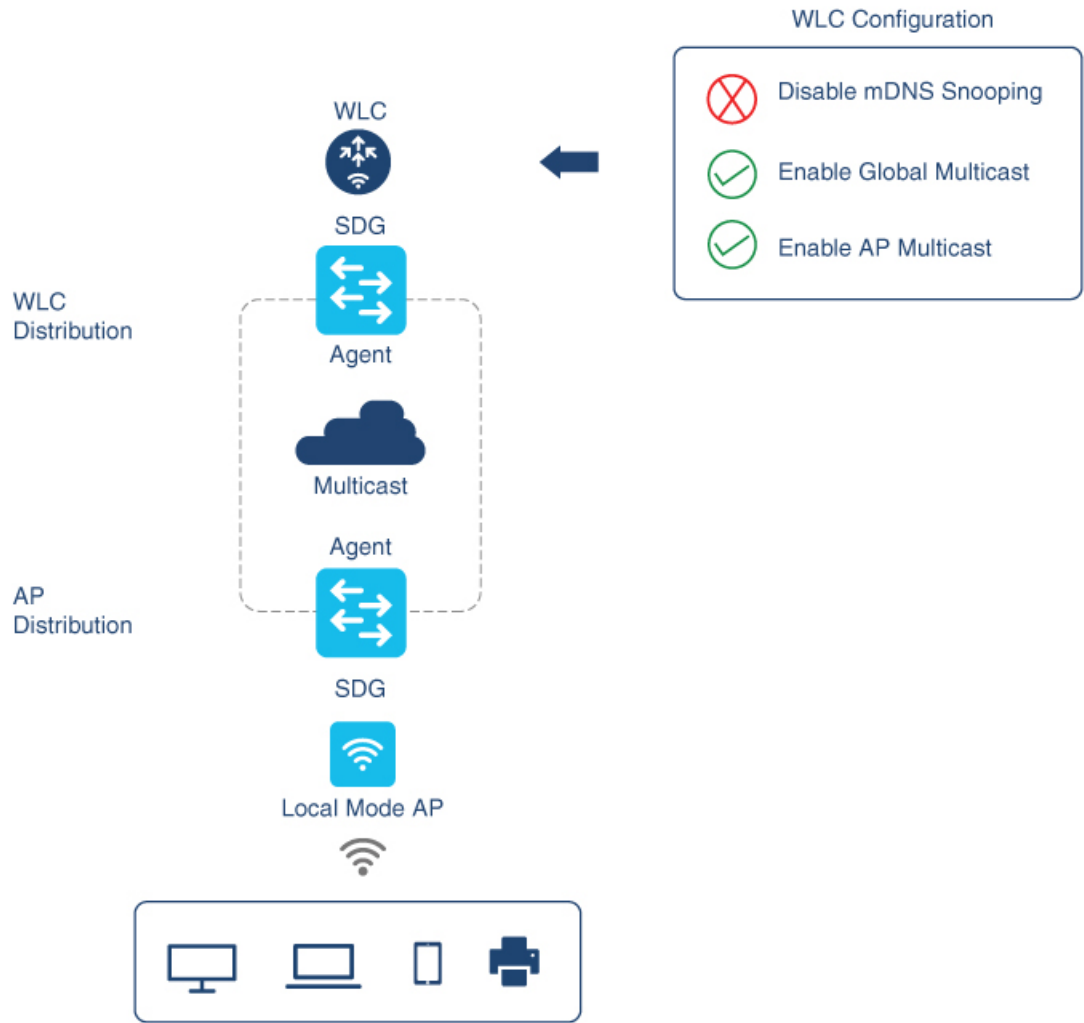 WLC Configuration
Disable mDNS Snooping
Enable Global Multicast
Enable AP Multicast
WLC
SDG
WLC
Distribution
Agent
Multicast
Agent
AP
Distribution
SDG
Local Mode AP